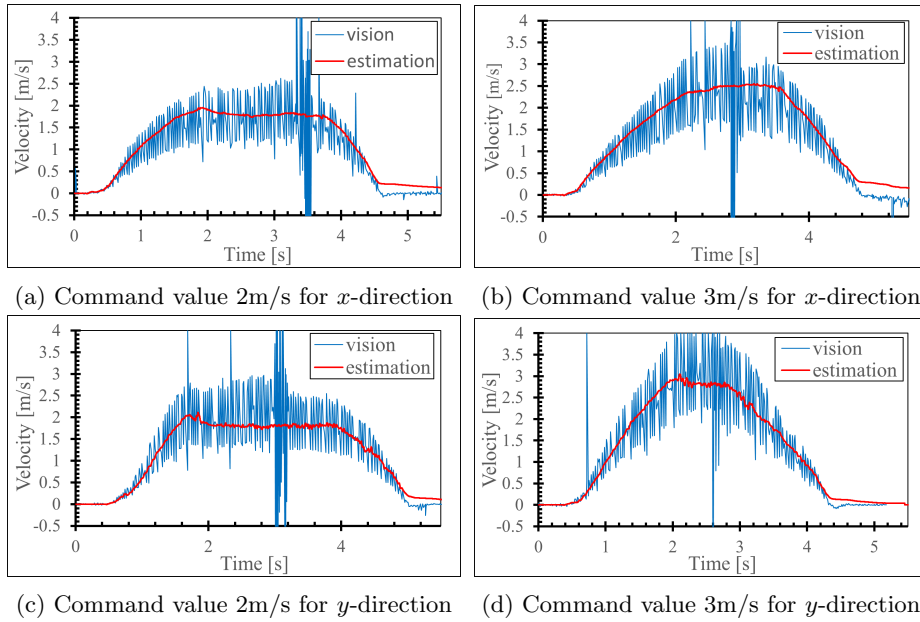 4
3.5
3
2.5
2
1.5
1
0.5
0
-0.5
Velocity [m/s]
vision
estimation
0 1 2 3 4 5
Time [s]
(a) Command value 2m/s for x-direction
4
3.5
3
2.5
2
1.5
1
0.5
0
-0.5
Velocity [m/s]
vision
estimation
0 2 4
Time [s]
(b) Command value 3m/s for x-direction
4
3.5
3
2.5
2
1.5
1
0.5
0
-0.5
Velocity [m/s]
vision
estimation
0 2 4
Time [s]
(c) Command value 2m/s for y-direction
4
3.5
3
2.5
2
1.5
1
0.5
0
-0.5
Velocity [m/s]
vision
estimation
0 1 2 3 4 5
Time [s]
(d) Command value 3m/s for y-direction